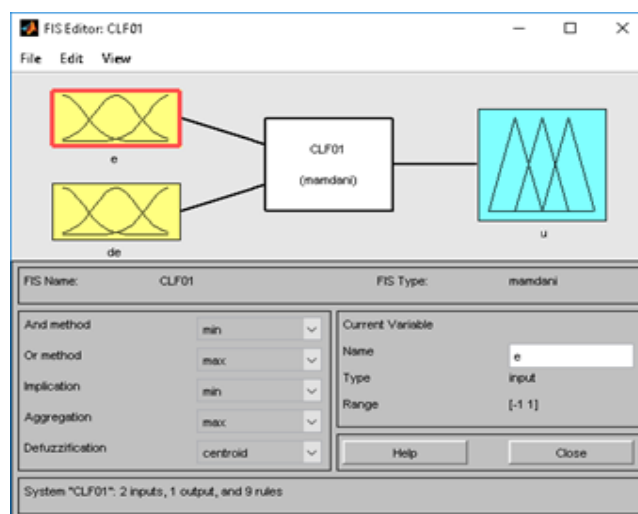 FIS Editor: CLF01
File Edit View
e
de
CLF01
(mamdani)
u
FIS Name: CLF01 FIS Type: mamdani
And method min
Or method max
Implication min
Aggregation max
Defuzzification centroid
Current Variable
Name e
Type input
Range [-1 1]
Help Close
System "CLF01": 2 inputs, 1 output, and 9 rules